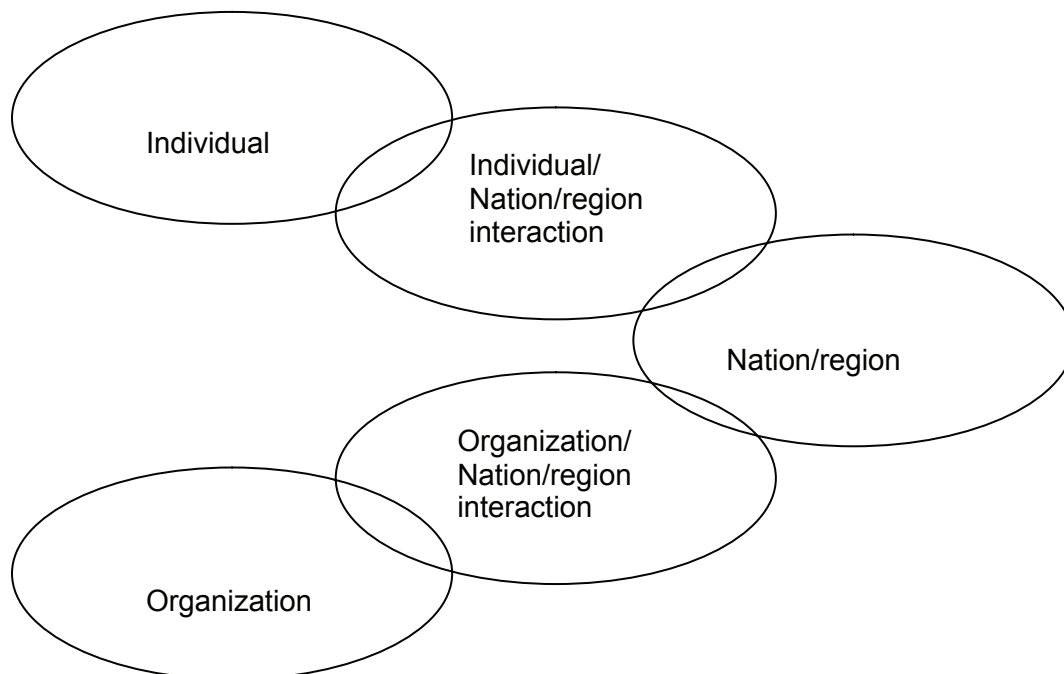 Individual
Individual/
Nation/region
interaction
Nation/region
Organization/
Nation/region
interaction
Organization